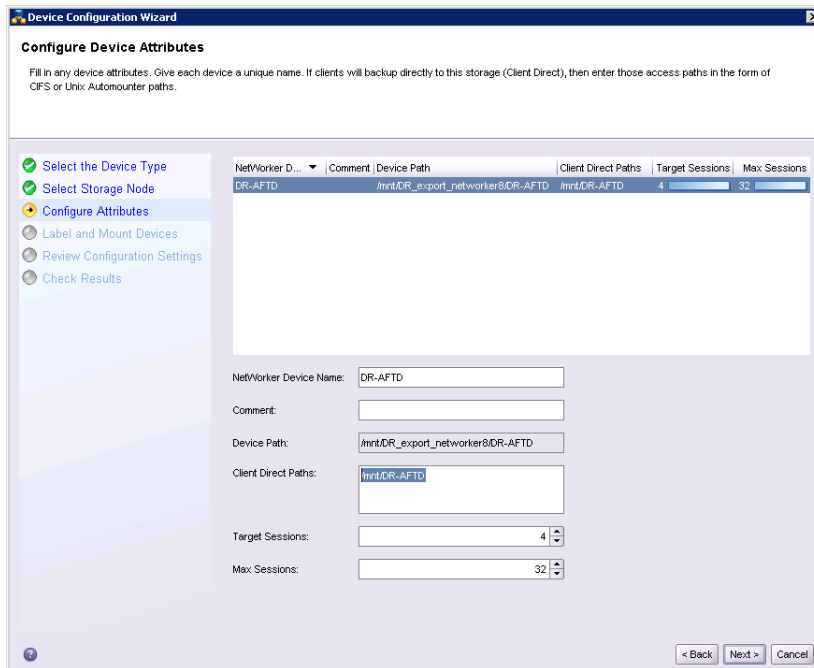 Device Configuration Wizard
Configure Device Attributes
Fill in any device attributes. Give each device a unique name. If clients will backup directly to this storage (Client Direct), then enter those access paths in the form of
CIFS or Unix Automounter paths.
Select the Device Type
Select Storage Node
Configure Attributes
Label and Mount Devices
Review Configuration Settings
Check Results
NetWorker D... Comment Device Path Client Direct Paths Target Sessions Max Sessions
DR-AFTD /mnt/DR_export_networker8/DR-AFTD /mnt/DR-AFTD 4 32
NetWorker Device Name: DR-AFTD
Comment:
Device Path: /mnt/DR_export_networker8/DR-AFTD
Client Direct Paths: /mnt/DR-AFTD
Target Sessions: 4
Max Sessions: 32
? < Back Next > Cancel